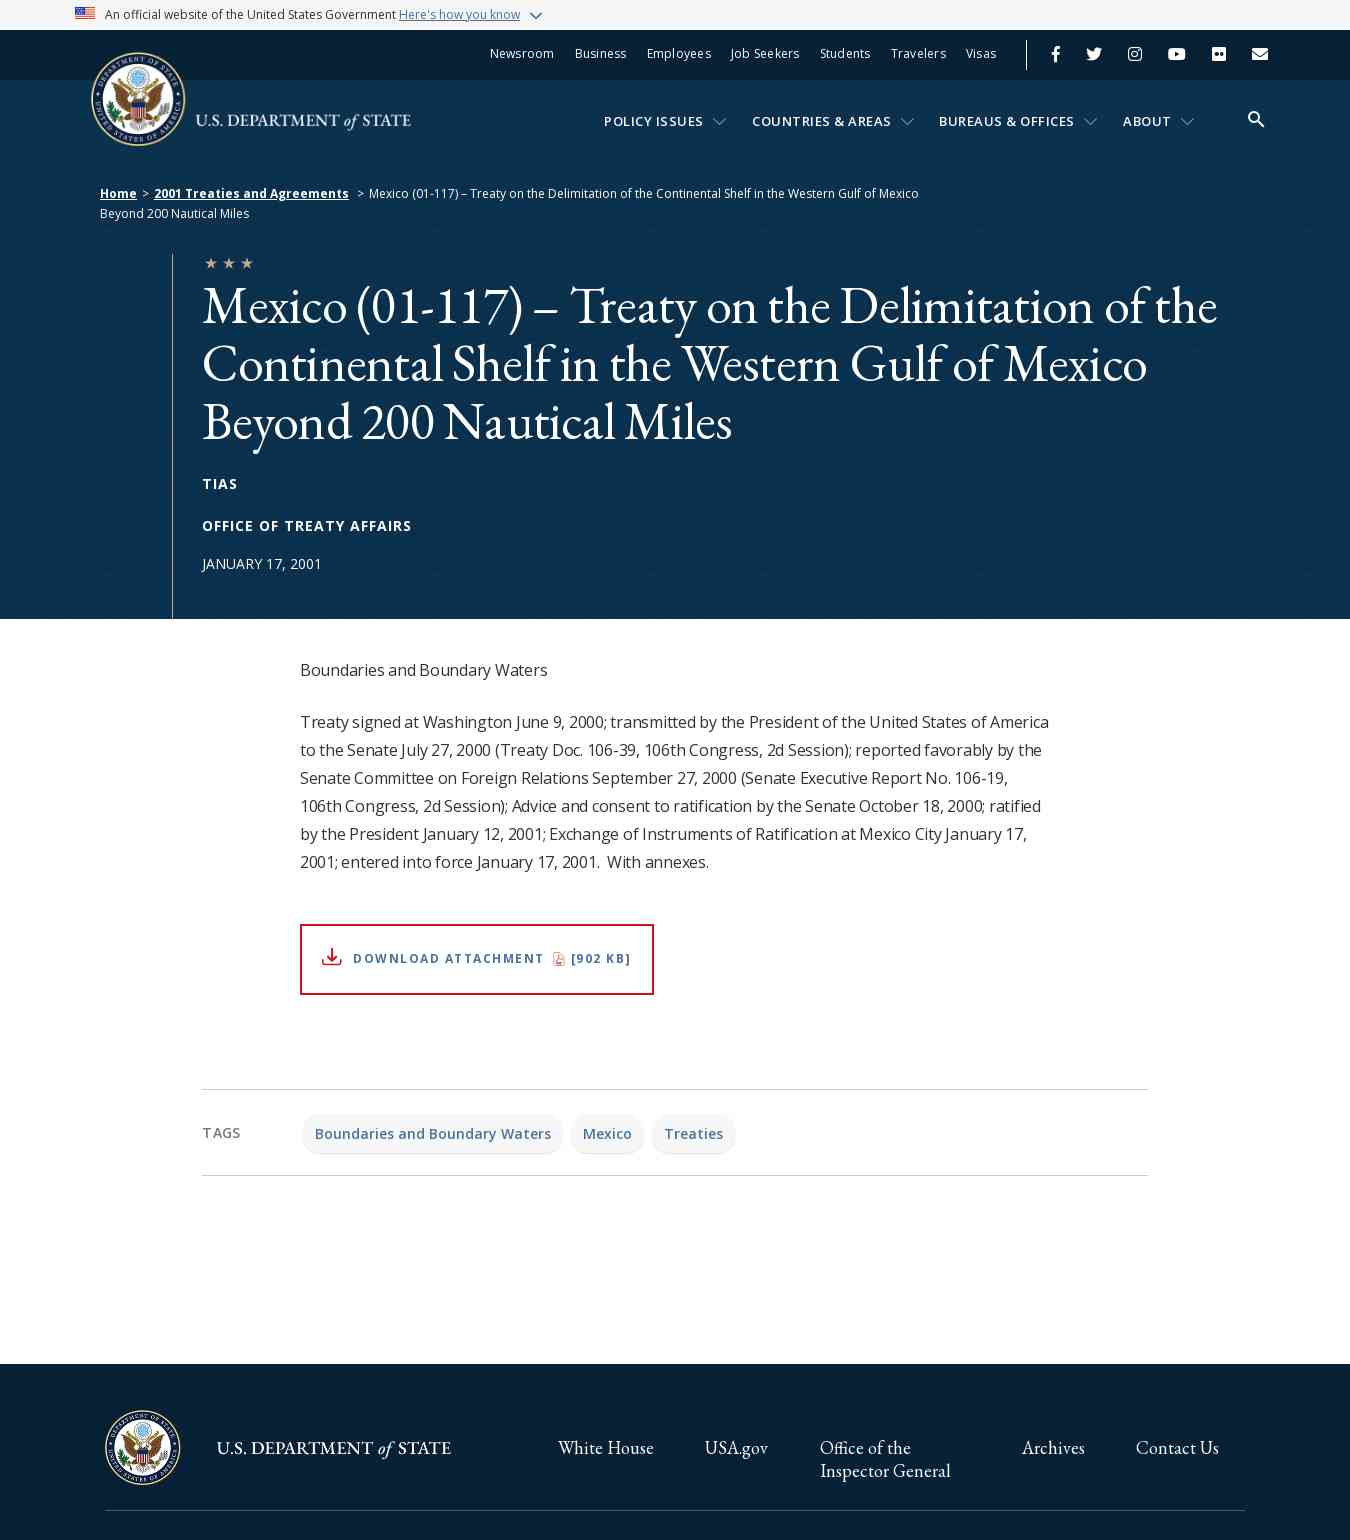 An official website of the United States Government Here's how you know
Newsroom Business Employees Job Seekers Students Travelers Visas
U.S. DEPARTMENT of STATE
POLICY ISSUES COUNTRIES & AREAS BUREAUS & OFFICES ABOUT
Home > 2001 Treaties and Agreements > Mexico (01-117) – Treaty on the Delimitation of the Continental Shelf in the Western Gulf of Mexico
Beyond 200 Nautical Miles
Mexico (01-117) – Treaty on the Delimitation of the
Continental Shelf in the Western Gulf of Mexico
Beyond 200 Nautical Miles
TIAS
OFFICE OF TREATY AFFAIRS
JANUARY 17, 2001
Boundaries and Boundary Waters
Treaty signed at Washington June 9, 2000; transmitted by the President of the United States of America
to the Senate July 27, 2000 (Treaty Doc. 106-39, 106th Congress, 2d Session); reported favorably by the
Senate Committee on Foreign Relations September 27, 2000 (Senate Executive Report No. 106-19,
106th Congress, 2d Session); Advice and consent to ratification by the Senate October 18, 2000; ratified
by the President January 12, 2001; Exchange of Instruments of Ratification at Mexico City January 17,
2001; entered into force January 17, 2001.  With annexes.
DOWNLOAD ATTACHMENT [902 KB]
TAGS Boundaries and Boundary Waters Mexico Treaties
DEPARTMENT OF STATE
UNITED STATES OF AMERICA
U.S. DEPARTMENT of STATE
White House USA.gov Office of the Archives Contact Us
Inspector General